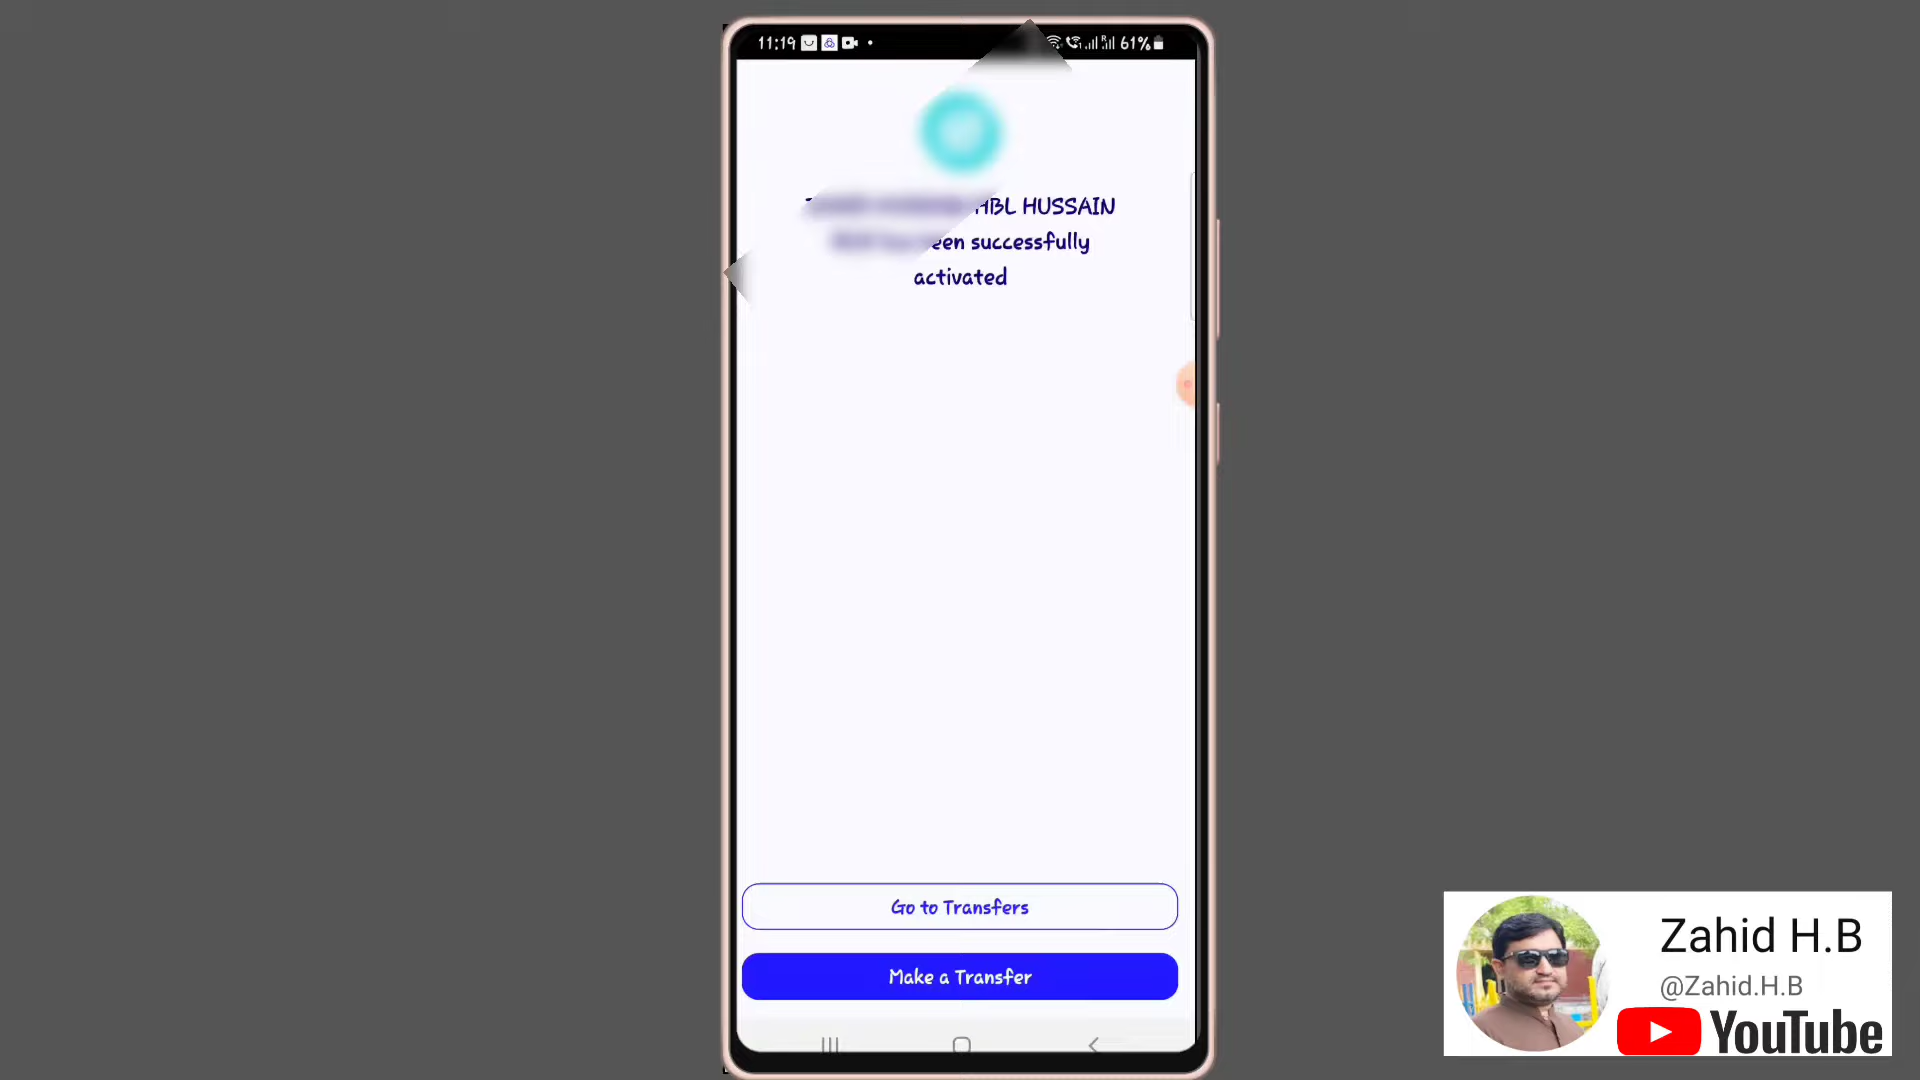 11:19
61%
HBL HUSSAIN
een successfully
activated
Go to Transfers
Make a Transfer
Zahid H.B
@Zahid.H.B
YouTube